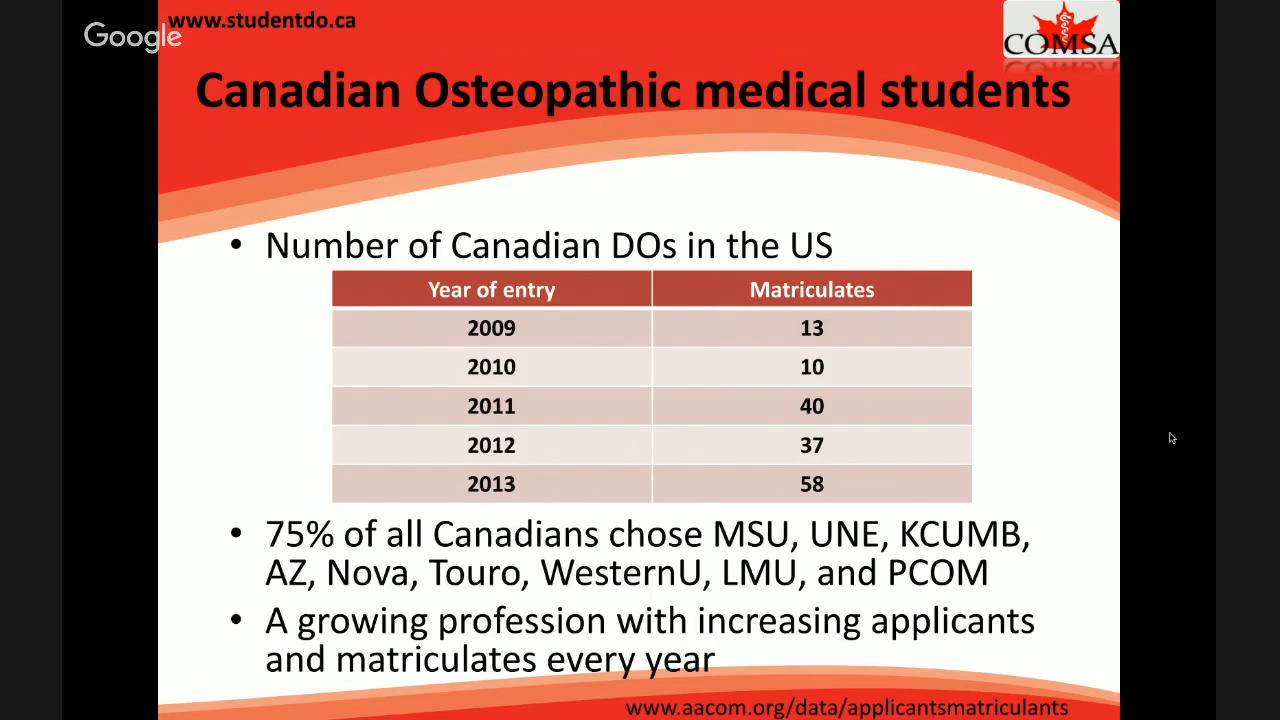 www.studentdo.ca
Google
COMSA
Canadian Osteopathic medical students
• Number of Canadian DOs in the US
Year of entry Matriculates
2009 13
2010 10
2011 40
2012 37
2013 58
• 75% of all Canadians chose MSU, UNE, KCUMB,
AZ, Nova, Touro, WesternU, LMU, and PCOM
• A growing profession with increasing applicants
and matriculates every year
www.aacom.org/data/applicantsmatriculants